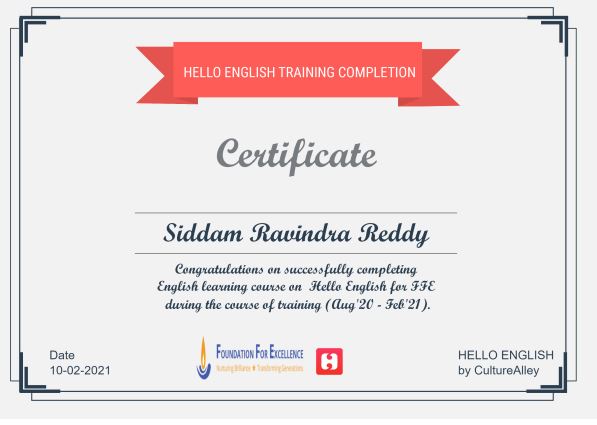 HELLO ENGLISH TRAINING COMPLETION
Certificate
Siddam Ravindra Reddy
Congratulations on successfully completing
English learning course on Hello English for FFE
during the course of training (Aug'20 - Feb'21).
FOUNDATION FOR EXCELLENCE
Nurturing Brilliance Transforming Generations
Date
10-02-2021
HELLO ENGLISH
by CultureAlley